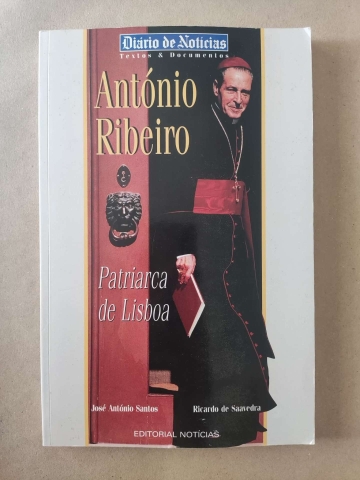 Diário de Notícias
Textos & Documentos
António
Ribeiro
Patriarca
de Lisboa
José António Santos
Ricardo de Saavedra
EDITORIAL NOTÍCIAS